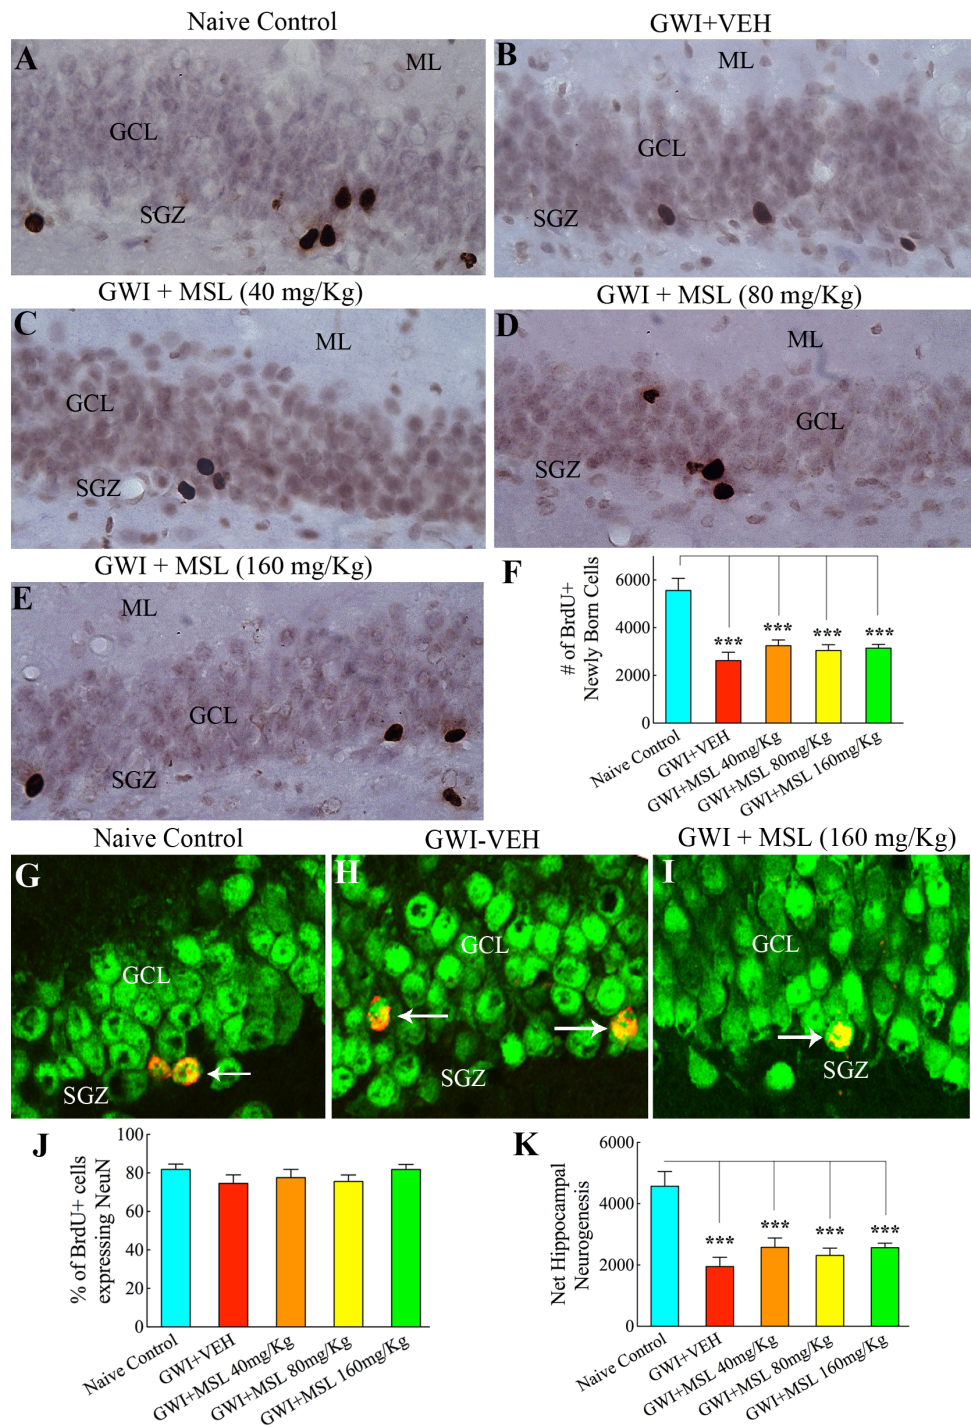 Naive Control
GWI+VEH
A
ML
GCL
SGZ
B
ML
GCL
SGZ
GWI + MSL (40 mg/Kg)
GWI + MSL (80 mg/Kg)
C
ML
GCL
SGZ
D
ML
GCL
SGZ
GWI + MSL (160 mg/Kg)
E
ML
GCL
SGZ
F
# of BrdU+
Newly Born Cells
6000
4000
2000
0
***
***
***
***
Naive Control
GWI+VEH
GWI+MSL 40mg/Kg
GWI+MSL 80mg/Kg
GWI+MSL 160mg/Kg
Naive Control
GWI-VEH
GWI + MSL (160 mg/Kg)
G
GCL
SGZ
H
GCL
SGZ
I
GCL
SGZ
J
% of BrdU+ cells
expressing NeuN
100
80
60
40
20
0
Naive Control
GWI+VEH
GWI+MSL 40mg/Kg
GWI+MSL 80mg/Kg
GWI+MSL 160mg/Kg
K
Net Hippocampal
Neurogenesis
6000
4000
2000
0
***
***
***
***
Naive Control
GWI+VEH
GWI+MSL 40mg/Kg
GWI+MSL 80mg/Kg
GWI+MSL 160mg/Kg